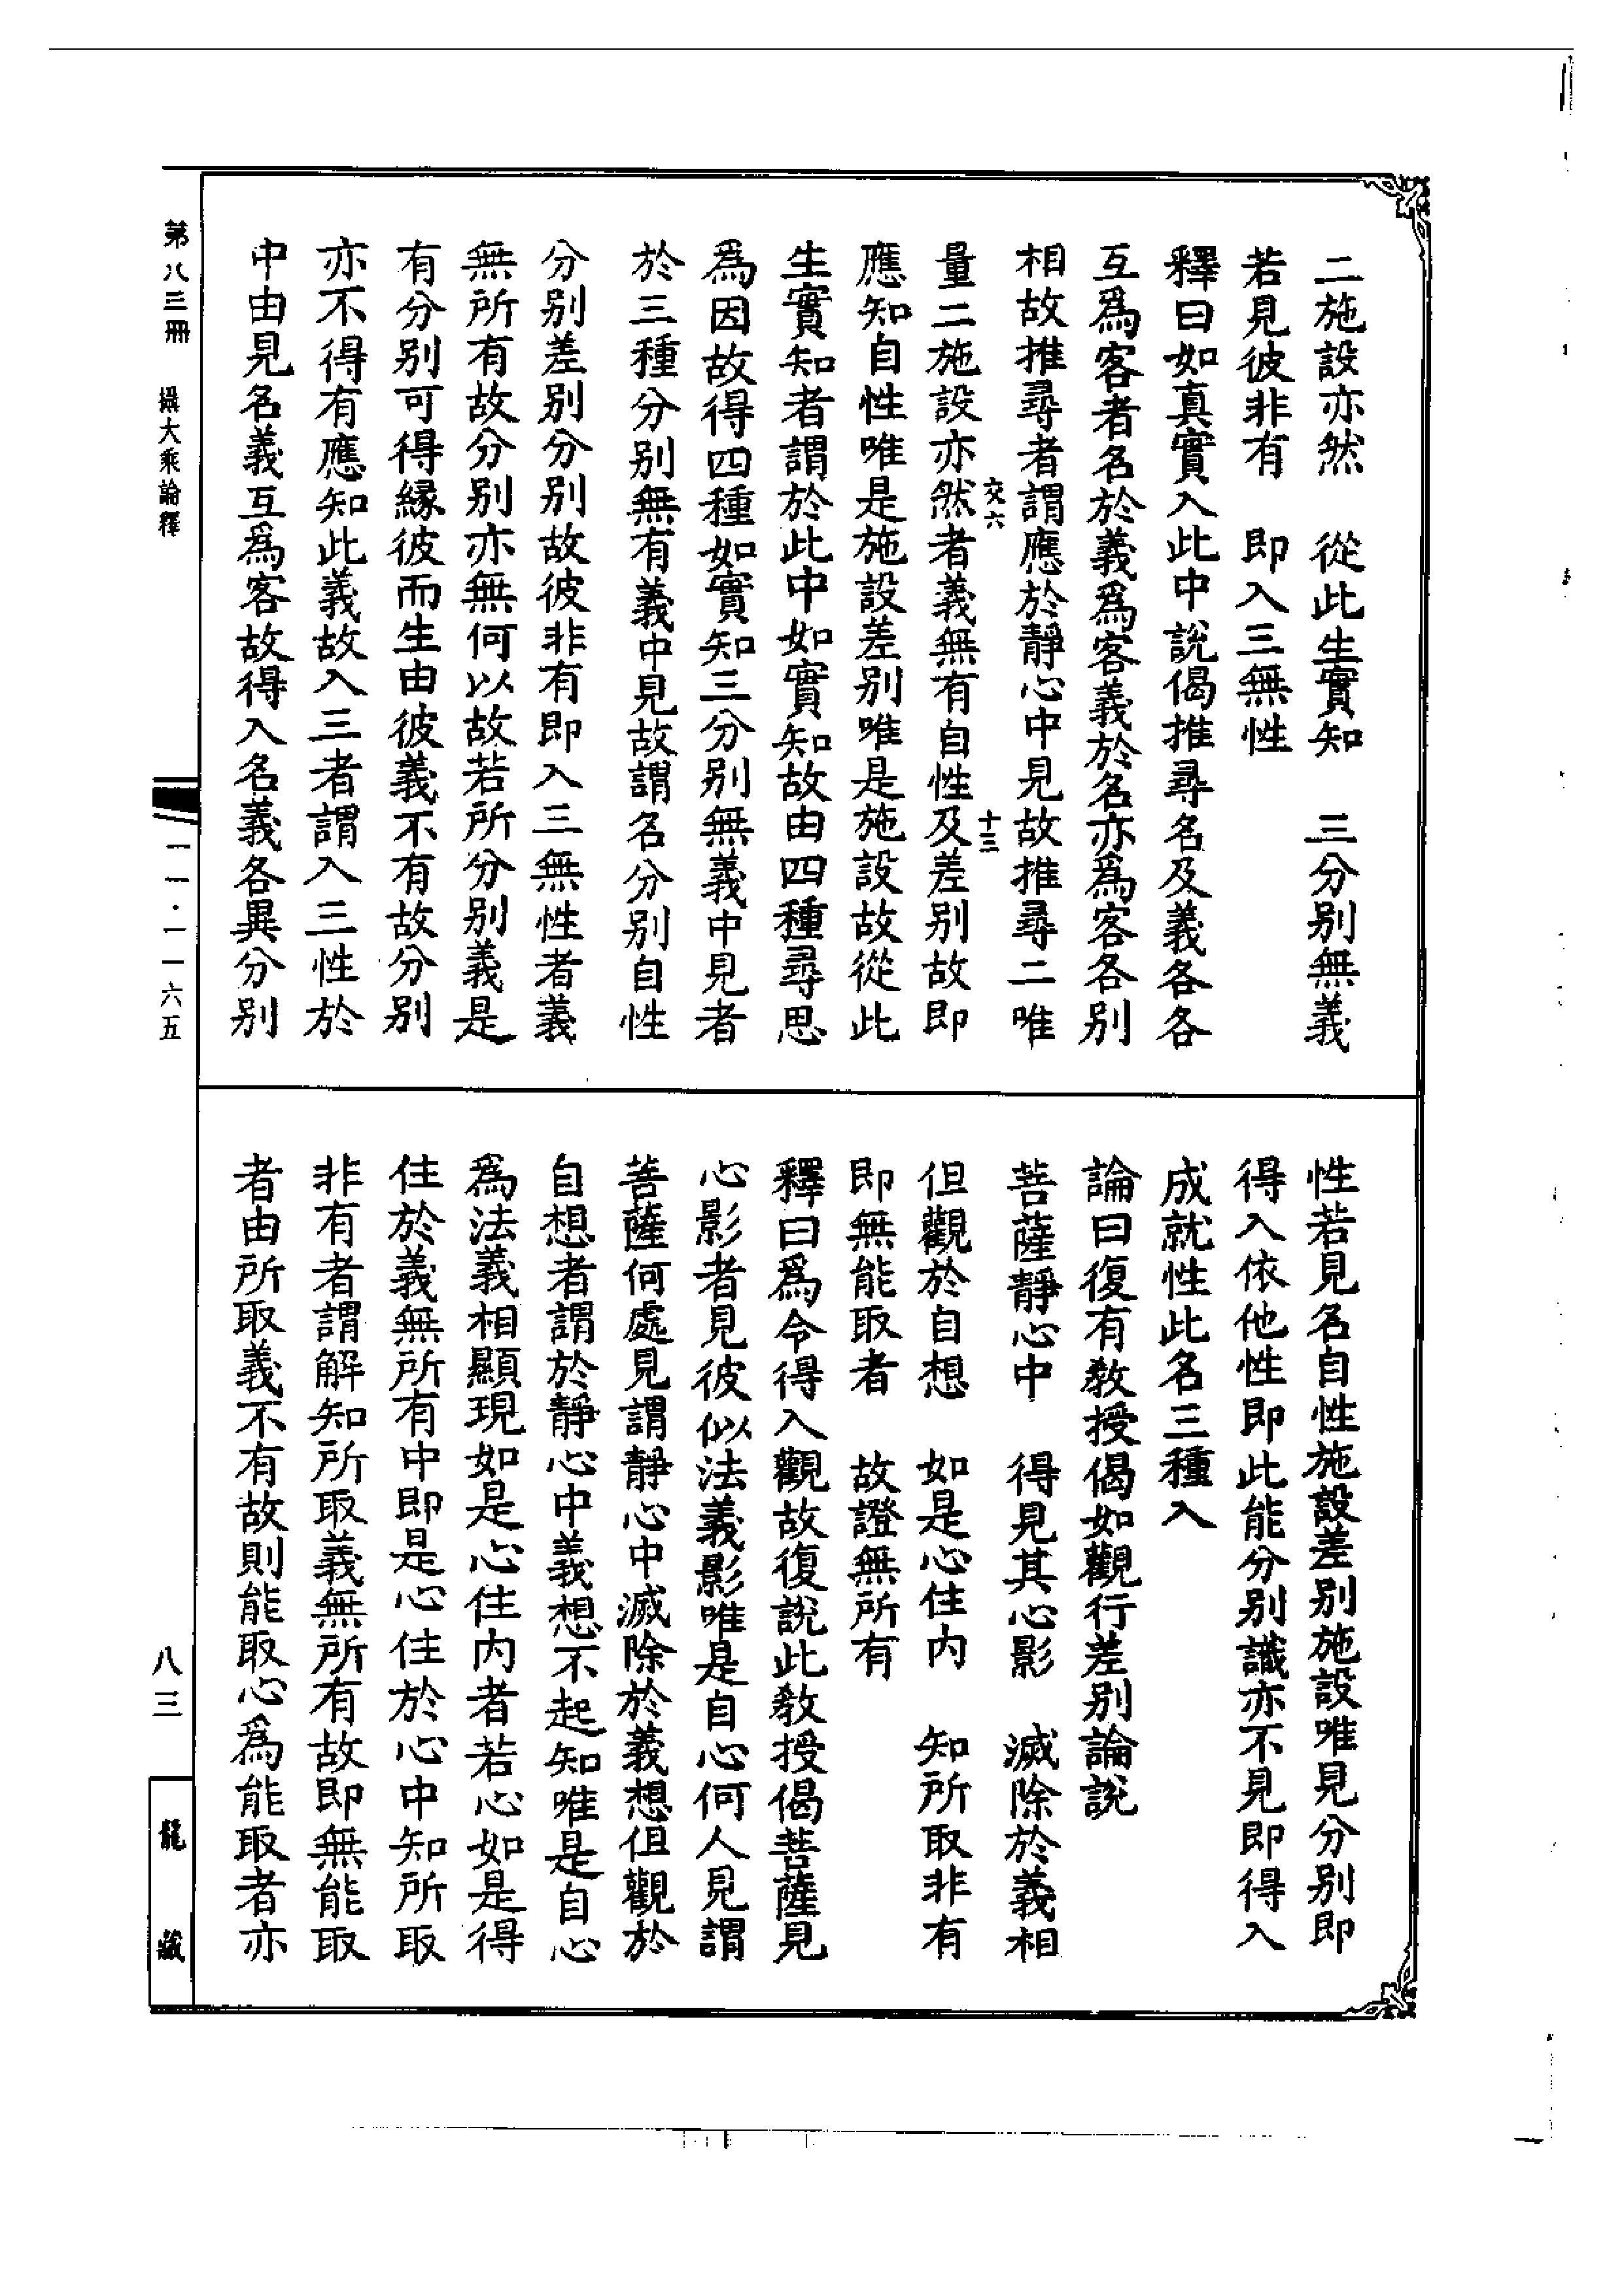 二施設亦然　從此生實知　三分別無義
若見彼非有　即入三無性
釋曰如真實入此中說偈推尋名及義各各
互爲客者名於義爲客義於名亦爲客各別
相故推尋者謂應於靜心中見故推尋二唯
交六
十三
量二施設亦然者義無有自性及差別故即
應知自性唯是施設差別唯是施設故從此
生實知者謂於此中如實知故由四種尋思
爲因故得四種如實知三分別無義中見者
於三種分別無有義中見故謂名分別自性
分別差別分別故彼非有即入三無性者義
無所有故分別亦無何以故若所分別義是
有分別可得緣彼而生由彼義不有故分別
亦不得有應知此義故入三者謂入三性於
中由見名義互爲客故得入名義各異分別
性若見名自性施設差別施設唯見分別即
得入依他性即此能分別識亦不見即得入
成就性此名三種入
論曰復有教授偈如觀行差別論說
菩薩靜心中　得見其心影　滅除於義相
但觀於自想　如是心住內　知所取非有
即無能取者　故證無所有
釋曰爲令得入觀故復說此教授偈菩薩見
心影者見彼似法義影唯是自心何人見謂
菩薩何處見謂靜心中滅除於義想但觀於
自想者謂於靜心中義想不起知唯是自心
爲法義相顯現如是心住內者若心如是得
住於義無所有中即是心住於心中知所取
非有者謂解知所取義無所有故即無能取
者由所取義不有故則能取心爲能取者亦
第八三冊　攝大乘論釋
一一·一一六五
八三
龍藏